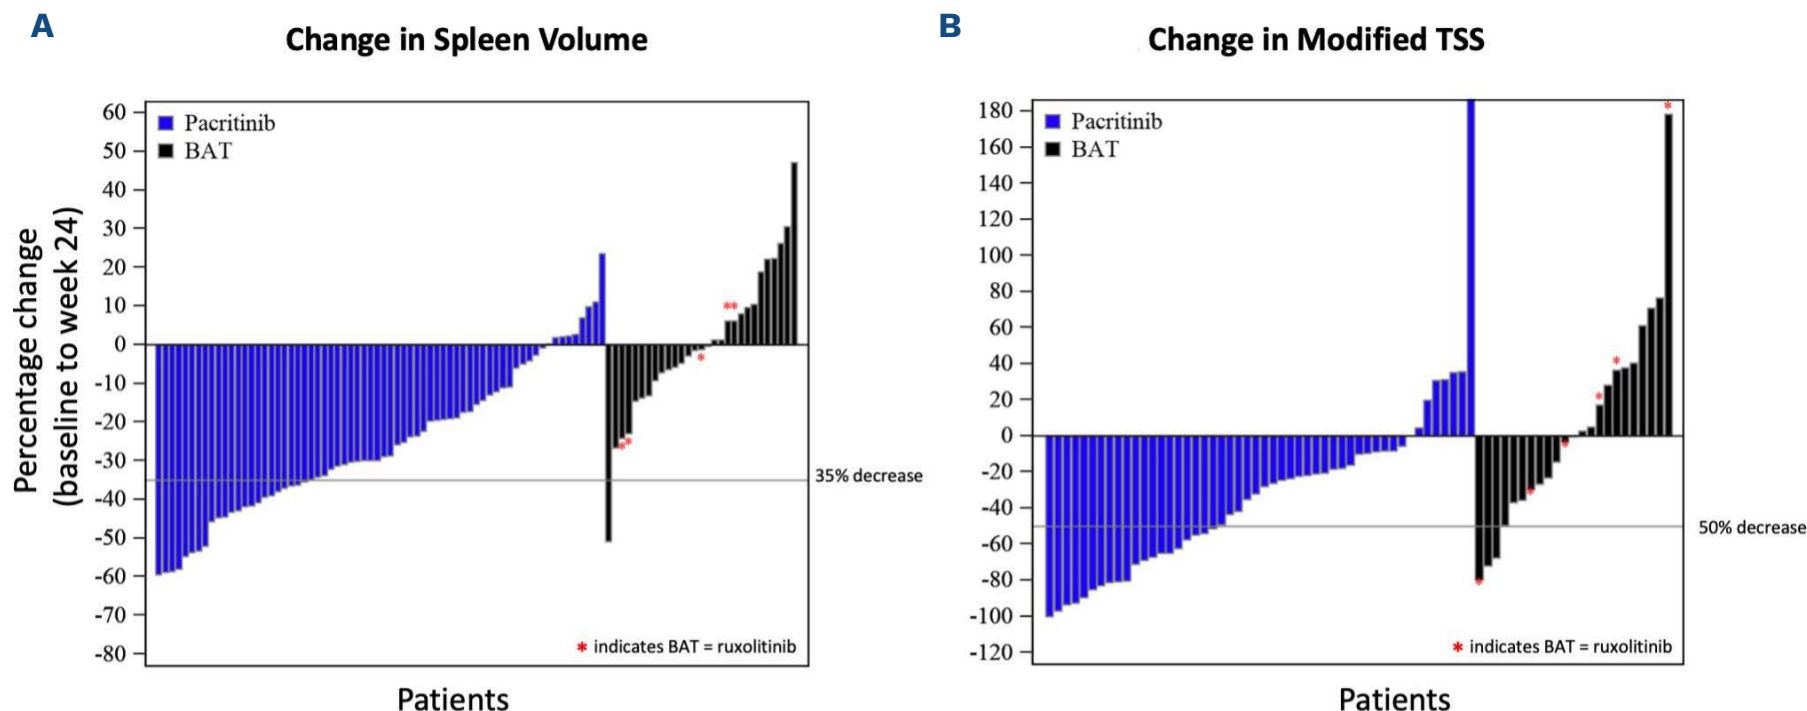 A
Change in Spleen Volume
Percentage change
(baseline to week 24)
60
50
40
30
20
10
0
-10
-20
-30
-40
-50
-60
-70
-80
Pacritinib
BAT
**
*
**
35% decrease
* indicates BAT = ruxolitinib
Patients
B
Change in Modified TSS
180
160
140
120
100
80
60
40
20
0
-20
-40
-60
-80
-100
-120
Pacritinib
BAT
*
*
*
*
*
*
50% decrease
* indicates BAT = ruxolitinib
Patients